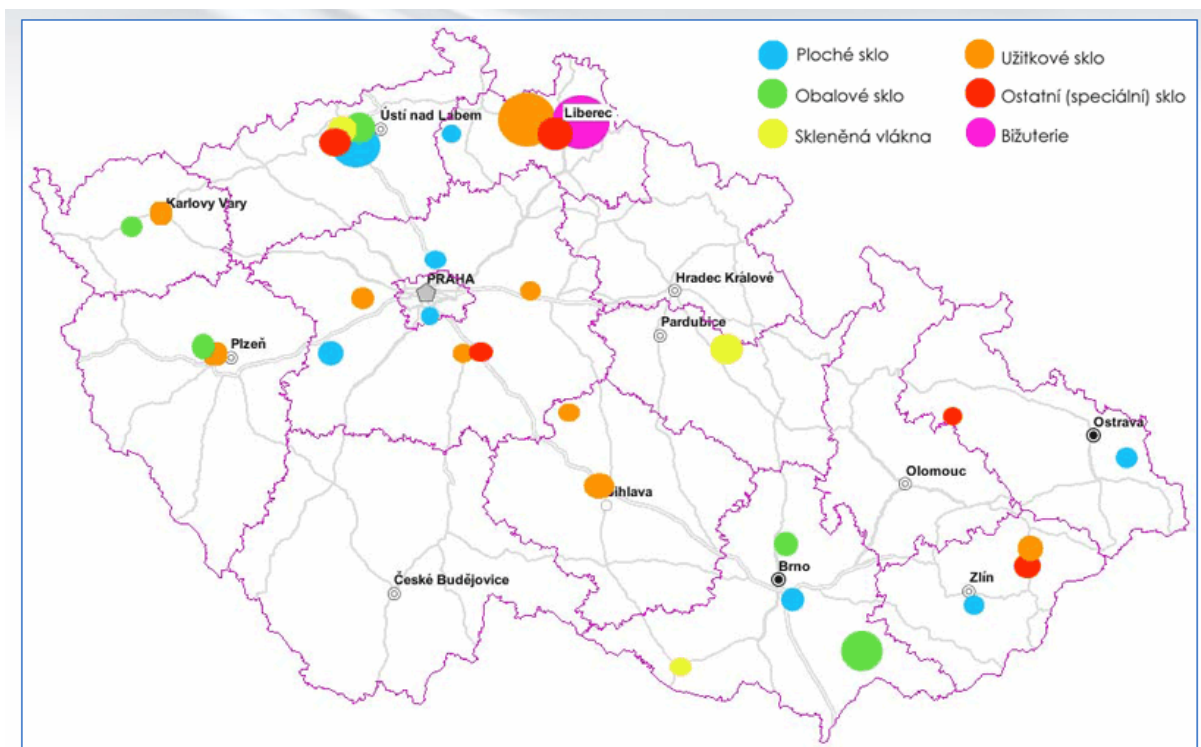 Ploché sklo
Užitkové sklo
Obalové sklo
Ostatní (speciální) sklo
Skleněná vlákna
Bižuterie
Liberec
Ústí nad Labem
Karlovy Vary
PRAHA
Hradec Králové
Pardubice
Plzeň
Ostrava
Olomouc
Jihlava
Brno
Zlín
České Budějovice